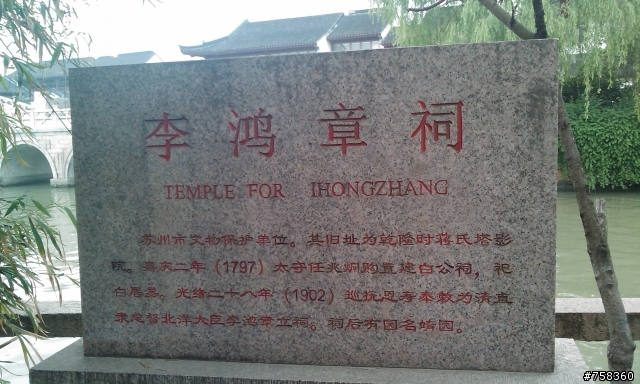 李鸿章祠
TEMPLE FOR IHONGZHANG
苏州市文物保护单位。其旧址为乾隆时蒋氏塔影
院。嘉庆二年（1797）太守任兆炯购置建白公祠，祀
白居易。光绪二十八年（1902）巡抚恩寿奉敕为清直
隶总督北洋大臣李鸿章立祠。祠后有园名靖园。
#758360